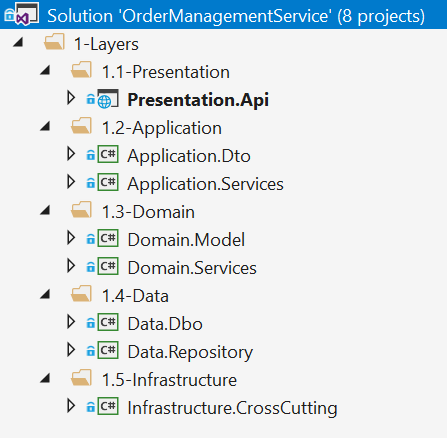 Solution 'OrderManagementService' (8 projects)
1-Layers
1.1-Presentation
Presentation.Api
1.2-Application
C# Application.Dto
C# Application.Services
1.3-Domain
C# Domain.Model
C# Domain.Services
1.4-Data
C# Data.Dbo
C# Data.Repository
1.5-Infrastructure
C# Infrastructure.CrossCutting